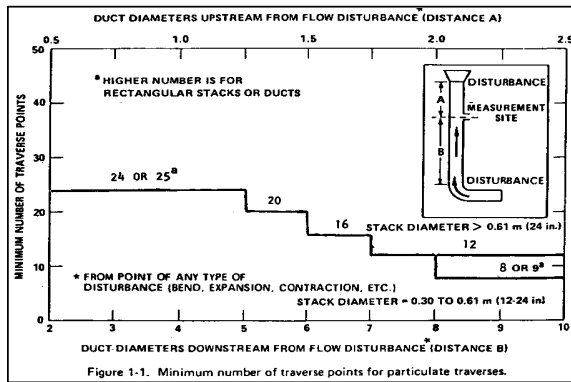 DUCT DIAMETERS UPSTREAM FROM FLOW DISTURBANCE* (DISTANCE A)
0.5 1.0 1.5 2.0 2.5
50
40
30
20
10
0
MINIMUM NUMBER OF TRAVERSE POINTS
a HIGHER NUMBER IS FOR
RECTANGULAR STACKS OR DUCTS
DISTURBANCE
A
MEASUREMENT
SITE
B
DISTURBANCE
24 OR 25a
20
16
STACK DIAMETER > 0.61 m (24 in.)
12
8 OR 9a
* FROM POINT OF ANY TYPE OF
DISTURBANCE (BEND, EXPANSION, CONTRACTION, ETC.)
STACK DIAMETER = 0.30 TO 0.61 m (12-24 in)
2 3 4 5 6 7 8 9 10
DUCT DIAMETERS DOWNSTREAM FROM FLOW DISTURBANCE* (DISTANCE B)
Figure 1-1. Minimum number of traverse points for particulate traverses.